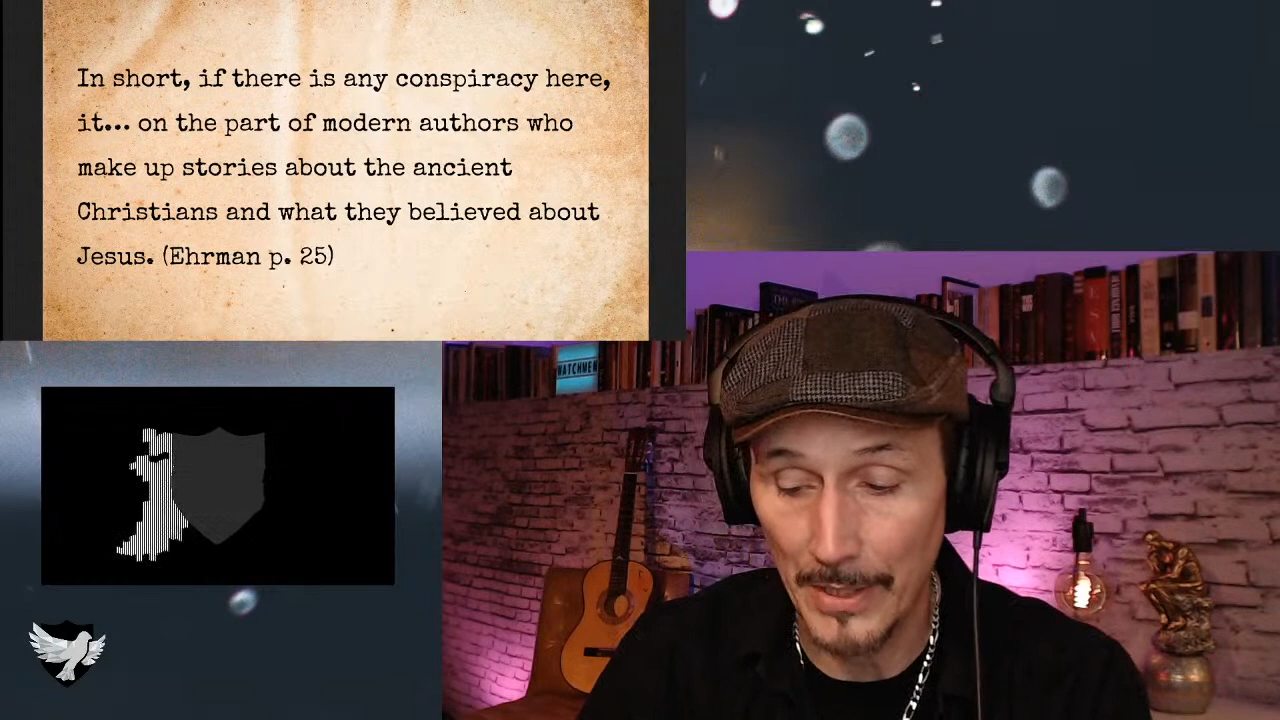 In short, if there is any conspiracy here,
it... on the part of modern authors who
make up stories about the ancient
Christians and what they believed about
Jesus. (Ehrman p. 25)
WATCHMEN